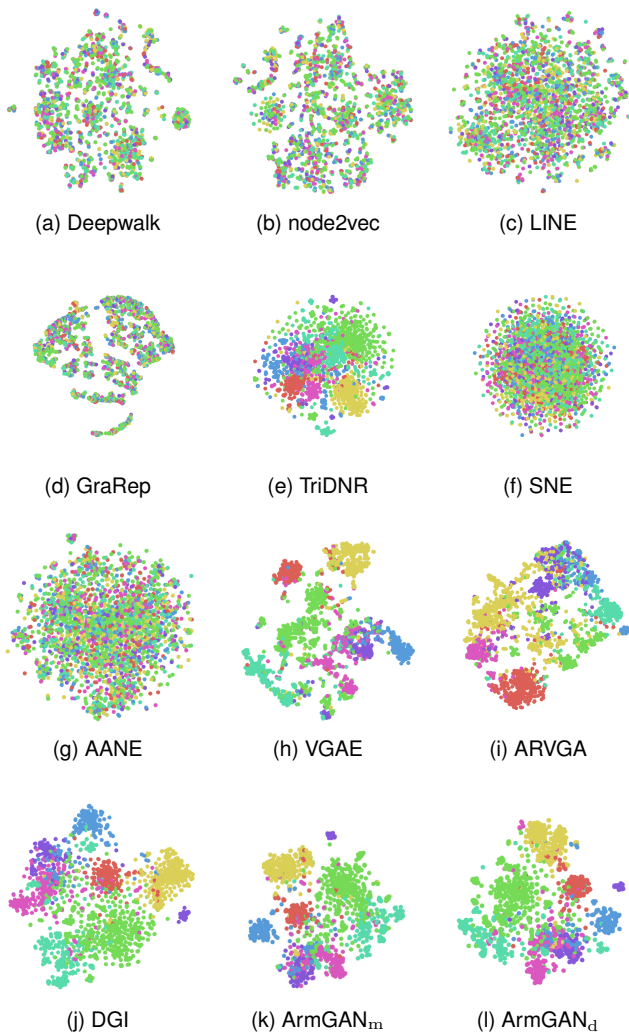 (a) Deepwalk
(b) node2vec
(c) LINE
(d) GraRep
(e) TriDNR
(f) SNE
(g) AANE
(h) VGAE
(i) ARVGA
(j) DGI
(k) ArmGANm
(l) ArmGANd